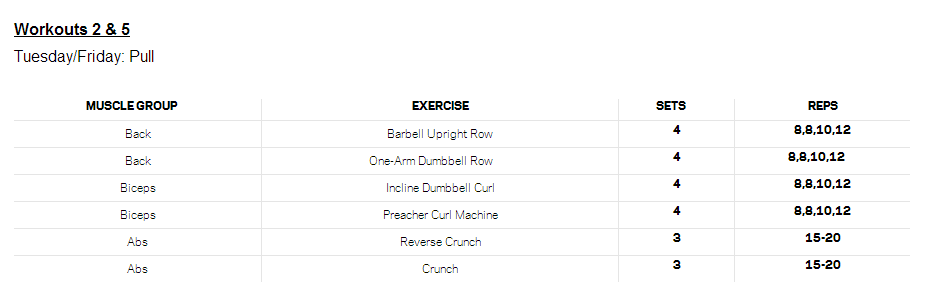 Workouts 2 & 5
Tuesday/Friday: Pull
MUSCLE GROUP EXERCISE SETS REPS
Back Barbell Upright Row 4 8,8,10,12
Back One-Arm Dumbbell Row 4 8,8,10,12
Biceps Incline Dumbbell Curl 4 8,8,10,12
Biceps Preacher Curl Machine 4 8,8,10,12
Abs Reverse Crunch 3 15-20
Abs Crunch 3 15-20